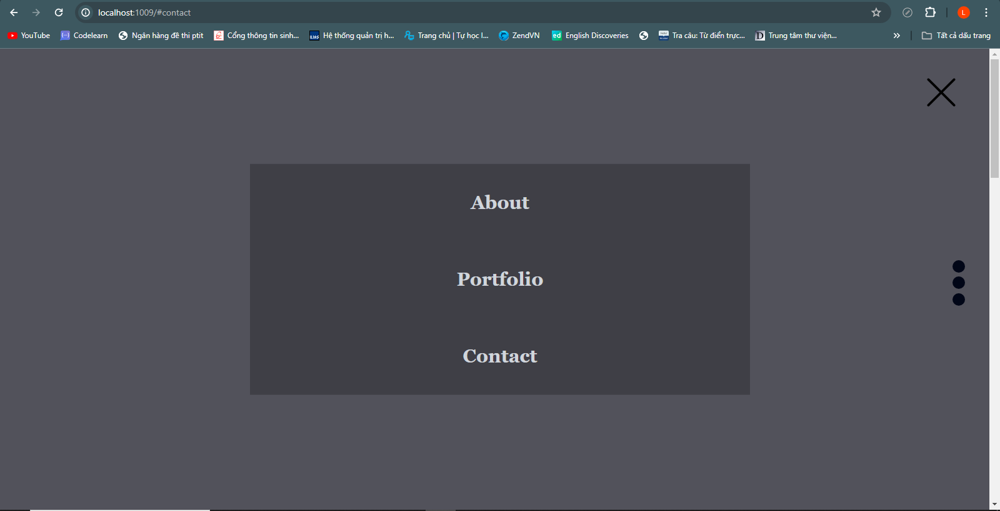 localhost:1009/#contact
L
YouTube Codelearn Ngân hàng đề thi ptit Cổng thông tin sinh... ILIAS Hệ thống quản trị h... Trang chủ | Tự học l... ZendVN ed English Discoveries Tra câu: Từ điển trực... D Trung tâm thư viện... Tất cả dấu trang
About
Portfolio
Contact